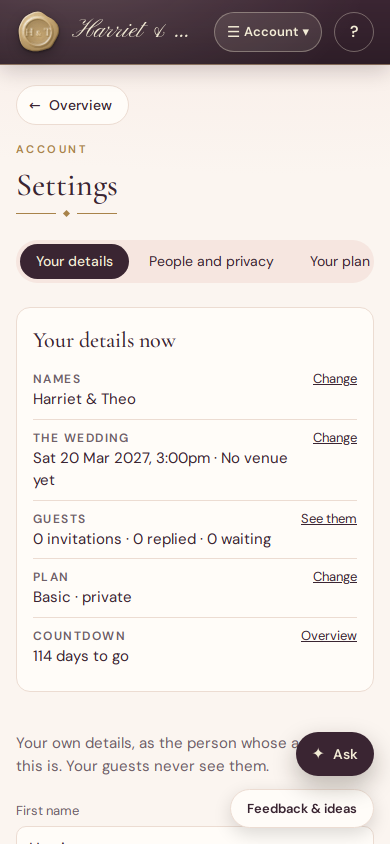 H & T
Harriet & ...
☰ Account ▾
?
← Overview
ACCOUNT
Settings
Your details
People and privacy
Your plan
Your details now
NAMES
Change
Harriet & Theo
THE WEDDING
Change
Sat 20 Mar 2027, 3:00pm · No venue
yet
GUESTS
See them
0 invitations · 0 replied · 0 waiting
PLAN
Change
Basic · private
COUNTDOWN
Overview
114 days to go
Your own details, as the person whose
✦ Ask
this is. Your guests never see them.
First name
Feedback & ideas